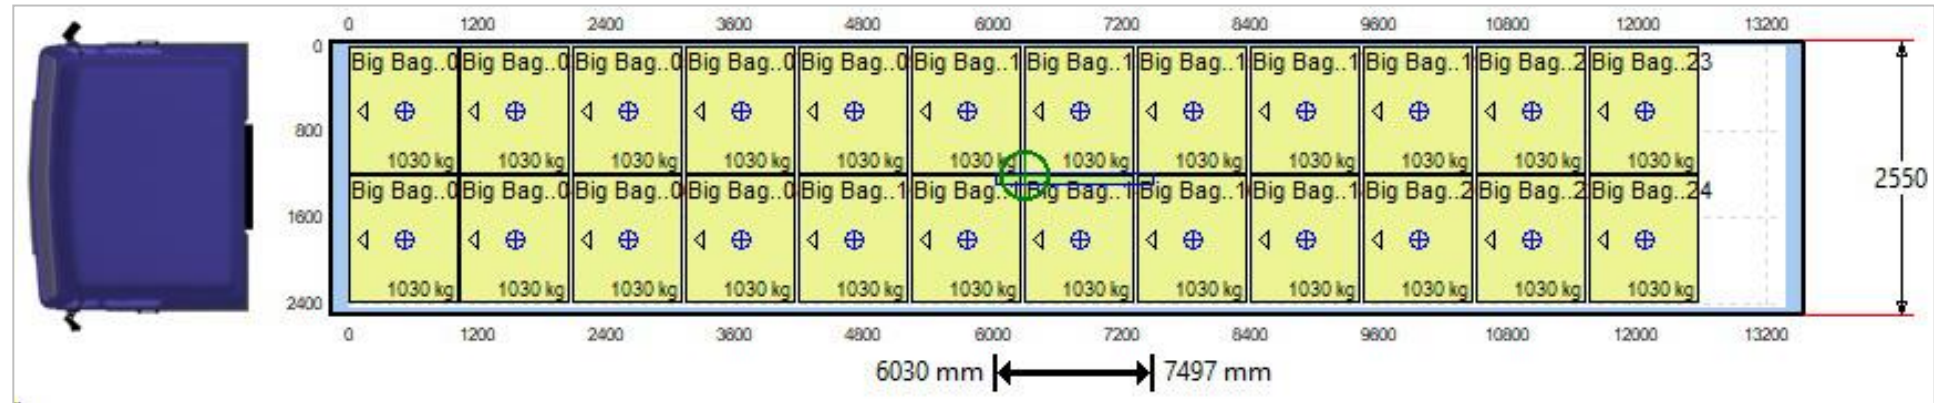 0 1200 2400 3600 4800 6000 7200 8400 9600 10800 12000 13200
0
Big Bag..0 Big Bag..0 Big Bag..0 Big Bag..0 Big Bag..0 Big Bag..1 Big Bag..1 Big Bag..1 Big Bag..1 Big Bag..1 Big Bag..2 Big Bag..23
800
1030 kg 1030 kg 1030 kg 1030 kg 1030 kg 1030 kg 1030 kg 1030 kg 1030 kg 1030 kg 1030 kg 1030 kg
Big Bag..0 Big Bag..0 Big Bag..0 Big Bag..0 Big Bag..1 Big Bag.. Big Bag..1 Big Bag..1 Big Bag..1 Big Bag..2 Big Bag..2 Big Bag..24
2550
1600
1030 kg 1030 kg 1030 kg 1030 kg 1030 kg 1030 kg 1030 kg 1030 kg 1030 kg 1030 kg 1030 kg 1030 kg
2400
0 1200 2400 3600 4800 6000 7200 8400 9600 10800 12000 13200
6030 mm 7497 mm